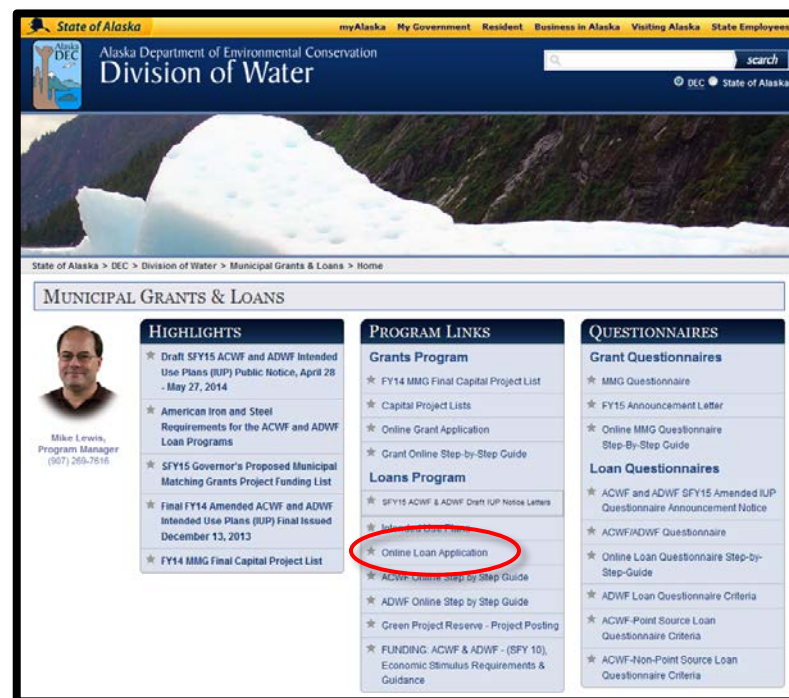 State of Alaska
myAlaska My Government Resident Business in Alaska Visiting Alaska State Employees
Alaska
DEC
Alaska Department of Environmental Conservation
Division of Water
search
DEC State of Alaska
State of Alaska > DEC > Division of Water > Municipal Grants & Loans > Home
MUNICIPAL GRANTS & LOANS
Mike Lewis,
Program Manager
(907) 269-7616
HIGHLIGHTS
Draft SFY15 ACWF and ADWF Intended
Use Plans (IUP) Public Notice, April 28
- May 27, 2014
American Iron and Steel
Requirements for the ACWF and ADWF
Loan Programs
SFY15 Governor's Proposed Municipal
Matching Grants Project Funding List
Final FY14 Amended ACWF and ADWF
Intended Use Plans (IUP) Final Issued
December 13, 2013
FY14 MMG Final Capital Project List
PROGRAM LINKS
Grants Program
FY14 MMG Final Capital Project List
Capital Project Lists
Online Grant Application
Grant Online Step-by-Step Guide
Loans Program
SFY15 ACWF & ADWF Draft IUP Notice Letters
Intended Use Plans
Online Loan Application
ACWF Online Step by Step Guide
ADWF Online Step by Step Guide
Green Project Reserve - Project Posting
FUNDING: ACWF & ADWF - (SFY 10),
Economic Stimulus Requirements &
Guidance
QUESTIONNAIRES
Grant Questionnaires
MMG Questionnaire
FY15 Announcement Letter
Online MMG Questionnaire
Step-By-Step Guide
Loan Questionnaires
ACWF and ADWF SFY15 Amended IUP
Questionnaire Announcement Notice
ACWF/ADWF Questionnaire
Online Loan Questionnaire Step-by-
Step-Guide
ADWF Loan Questionnaire Criteria
ACWF-Point Source Loan
Questionnaire Criteria
ACWF-Non-Point Source Loan
Questionnaire Criteria